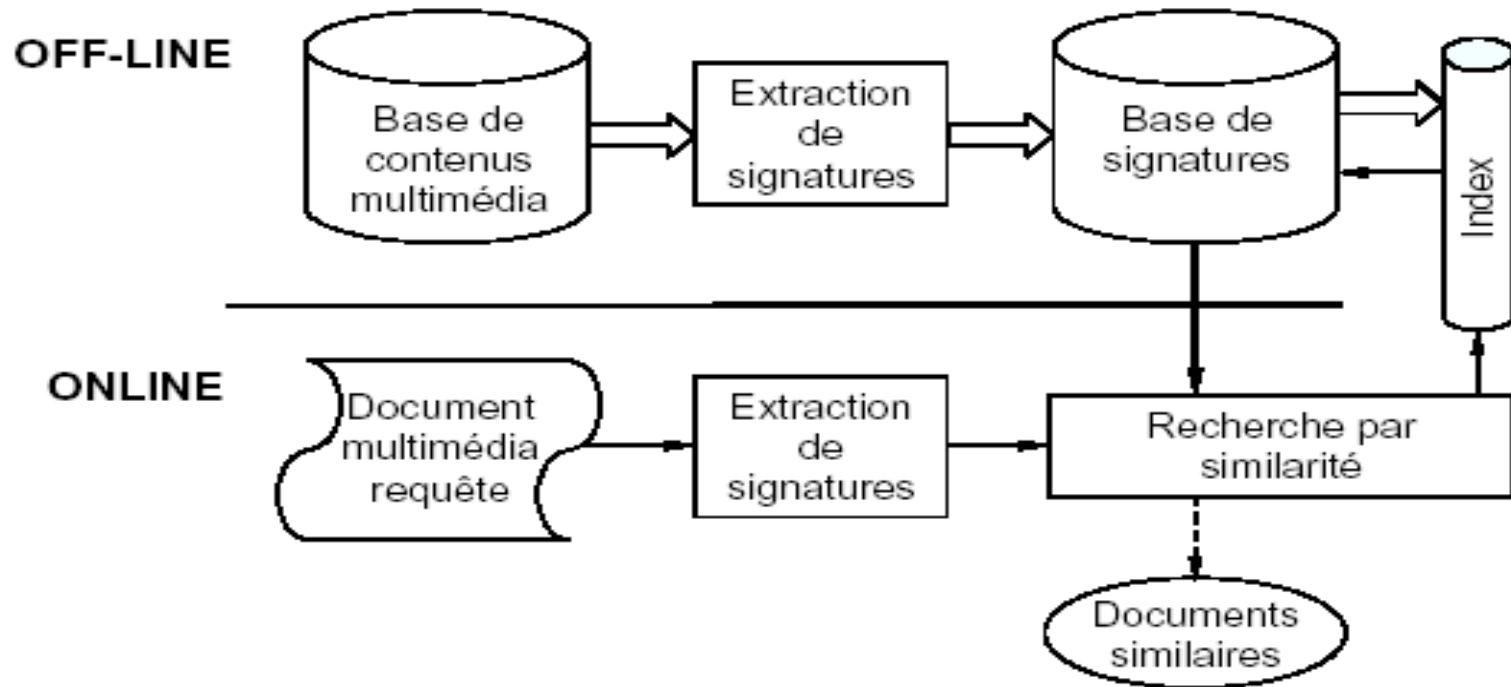 OFF-LINE
Base de
contenus
multimédia
Extraction
de
signatures
Base de
signatures
Index
ONLINE
Document
multimédia
requête
Extraction
de
signatures
Recherche par
similarité
Documents
similaires